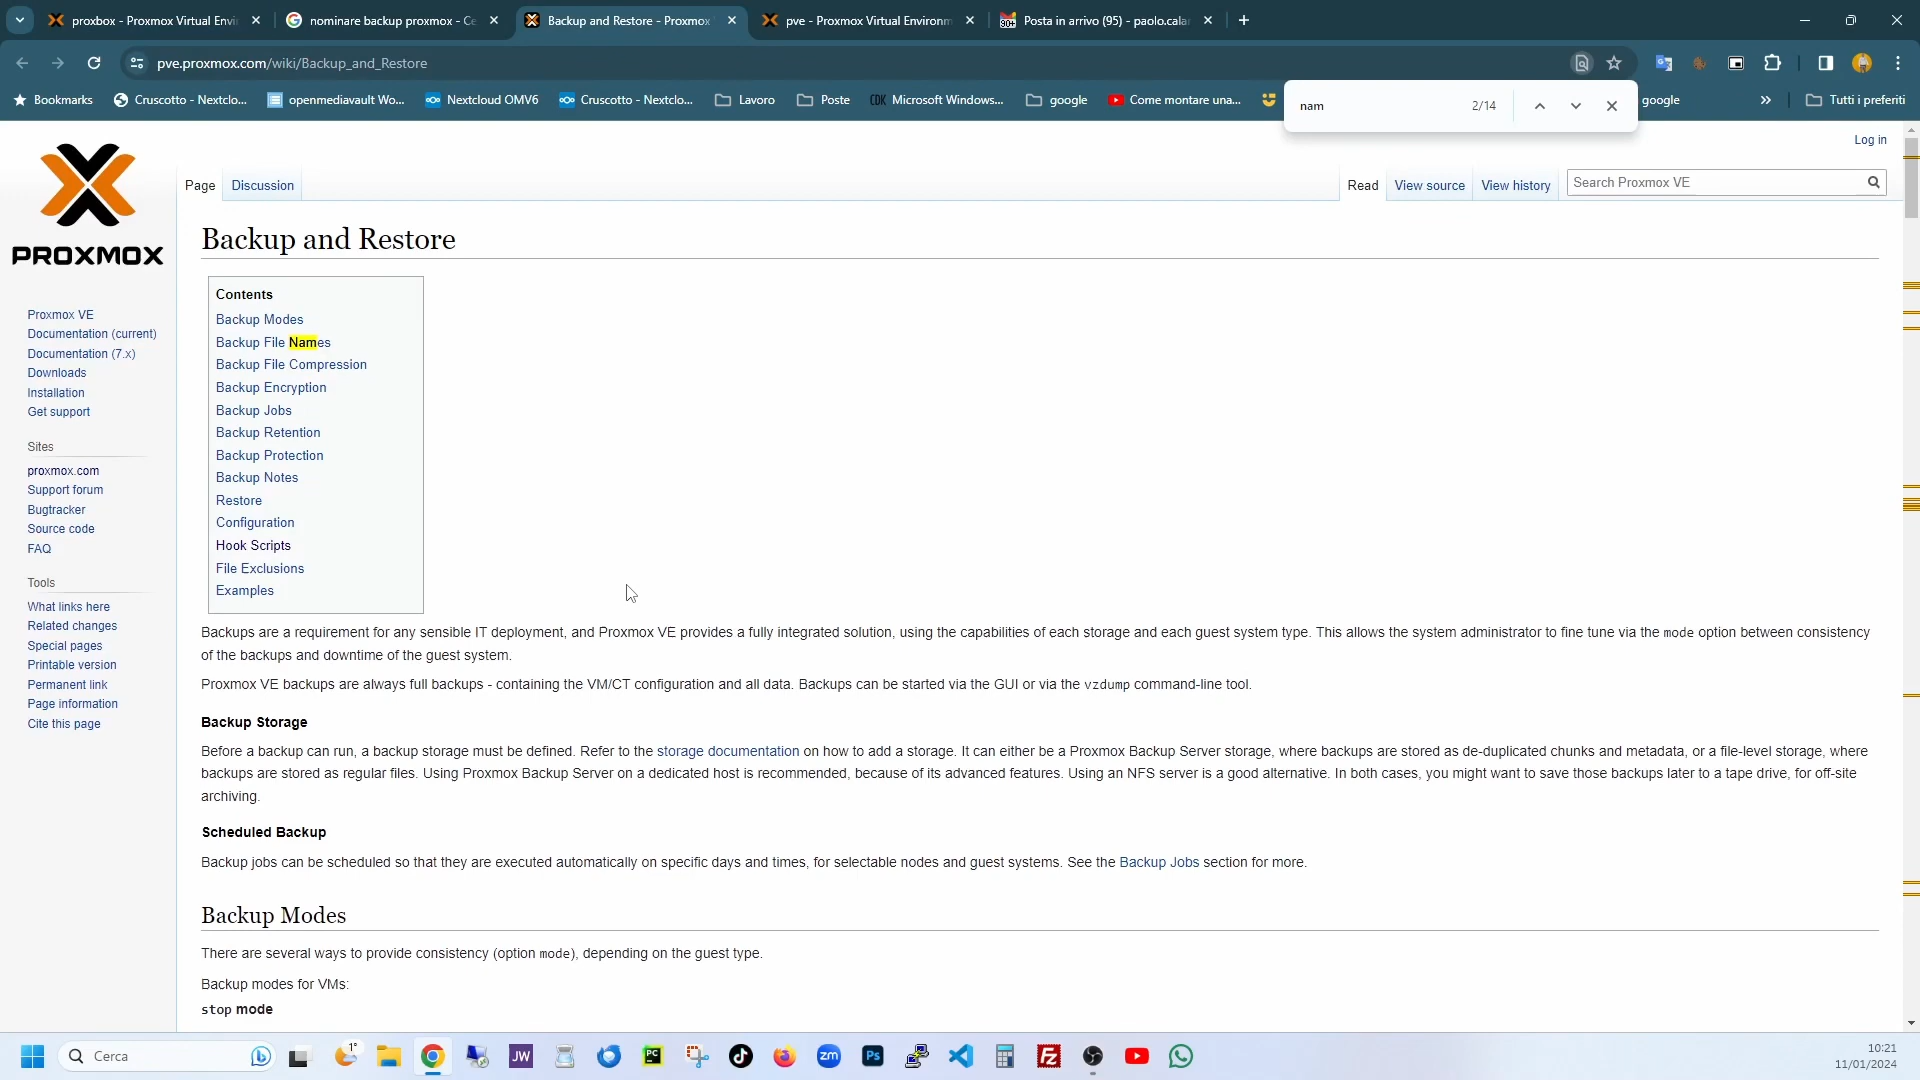 proxbox - Proxmox Virtual Envi
nominare backup proxmox - Ce
Backup and Restore - Proxmox
pve - Proxmox Virtual Environm
Posta in arrivo (95) - paolo.cala
pve.proxmox.com/wiki/Backup_and_Restore
Bookmarks
Cruscotto - Nextclo...
openmediavault Wo...
Nextcloud OMV6
Cruscotto - Nextclo...
Lavoro
Poste
Microsoft Windows...
google
Come montare una...
google
Tutti i preferiti
nam
2/14
Log in
PROXMOX
Page
Discussion
Read
View source
View history
Search Proxmox VE
Backup and Restore
Contents
Backup Modes
Backup File Names
Backup File Compression
Backup Encryption
Backup Jobs
Backup Retention
Backup Protection
Backup Notes
Restore
Configuration
Hook Scripts
File Exclusions
Examples
Proxmox VE
Documentation (current)
Documentation (7.x)
Downloads
Installation
Get support
Sites
proxmox.com
Support forum
Bugtracker
Source code
FAQ
Tools
What links here
Related changes
Special pages
Printable version
Permanent link
Page information
Cite this page
Backups are a requirement for any sensible IT deployment, and Proxmox VE provides a fully integrated solution, using the capabilities of each storage and each guest system type. This allows the system administrator to fine tune via the mode option between consistency
of the backups and downtime of the guest system.
Proxmox VE backups are always full backups - containing the VM/CT configuration and all data. Backups can be started via the GUI or via the vzdump command-line tool.
Backup Storage
Before a backup can run, a backup storage must be defined. Refer to the storage documentation on how to add a storage. It can either be a Proxmox Backup Server storage, where backups are stored as de-duplicated chunks and metadata, or a file-level storage, where
backups are stored as regular files. Using Proxmox Backup Server on a dedicated host is recommended, because of its advanced features. Using an NFS server is a good alternative. In both cases, you might want to save those backups later to a tape drive, for off-site
archiving.
Scheduled Backup
Backup jobs can be scheduled so that they are executed automatically on specific days and times, for selectable nodes and guest systems. See the Backup Jobs section for more.
Backup Modes
There are several ways to provide consistency (option mode), depending on the guest type.
Backup modes for VMs:
stop mode
Cerca
1°
JW
PC
zm
Ps
FZ
10:21
11/01/2024